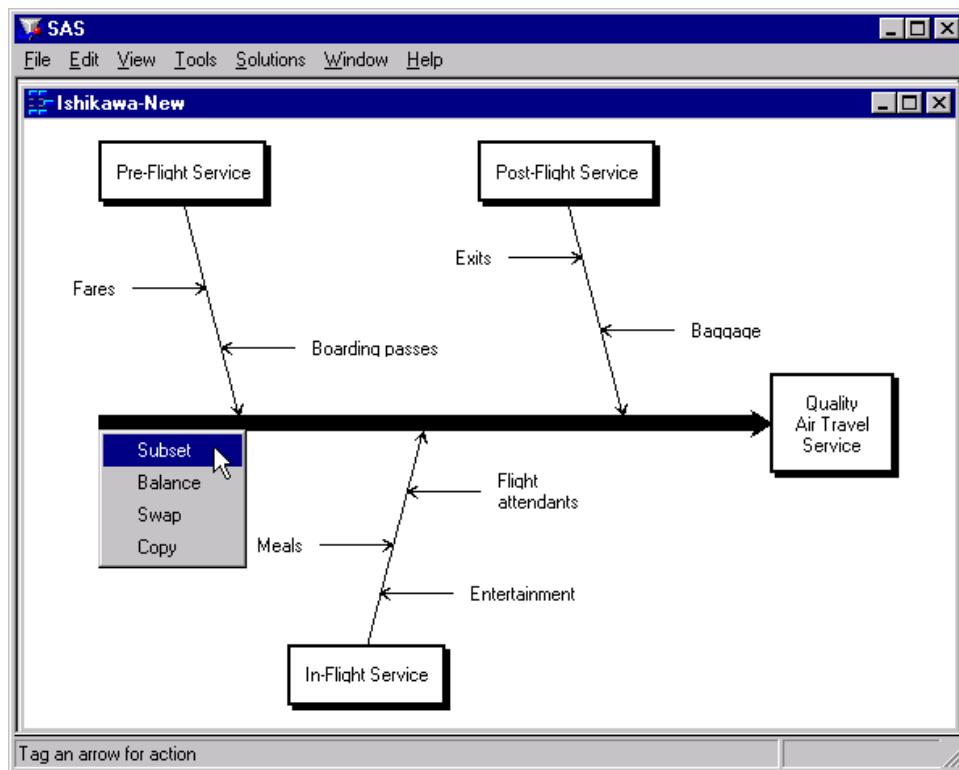 SAS
File Edit View Tools Solutions Window Help
Ishikawa-New
Pre-Flight Service
Post-Flight Service
Exits
Fares
Baggage
Boarding passes
Quality
Air Travel
Service
Subset
Balance
Swap
Copy
Flight
attendants
Meals
Entertainment
In-Flight Service
Tag an arrow for action